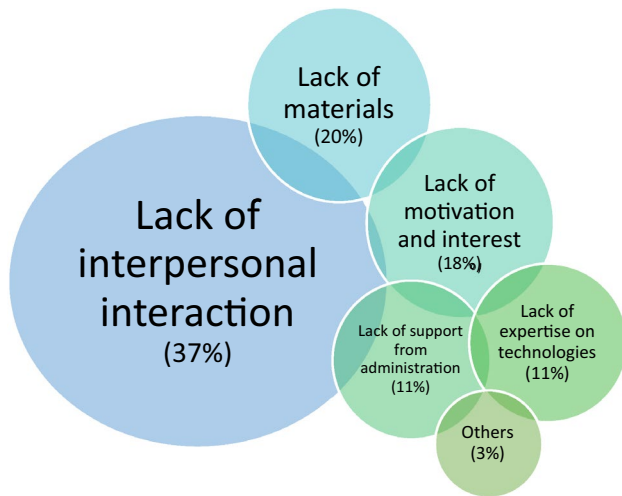 Lack of
materials
(20%)
Lack of
interpersonal
interaction
(37%)
Lack of
motivation
and interest
(18%)
Lack of support
from
administration
(11%)
Lack of
expertise on
technologies
(11%)
Others
(3%)